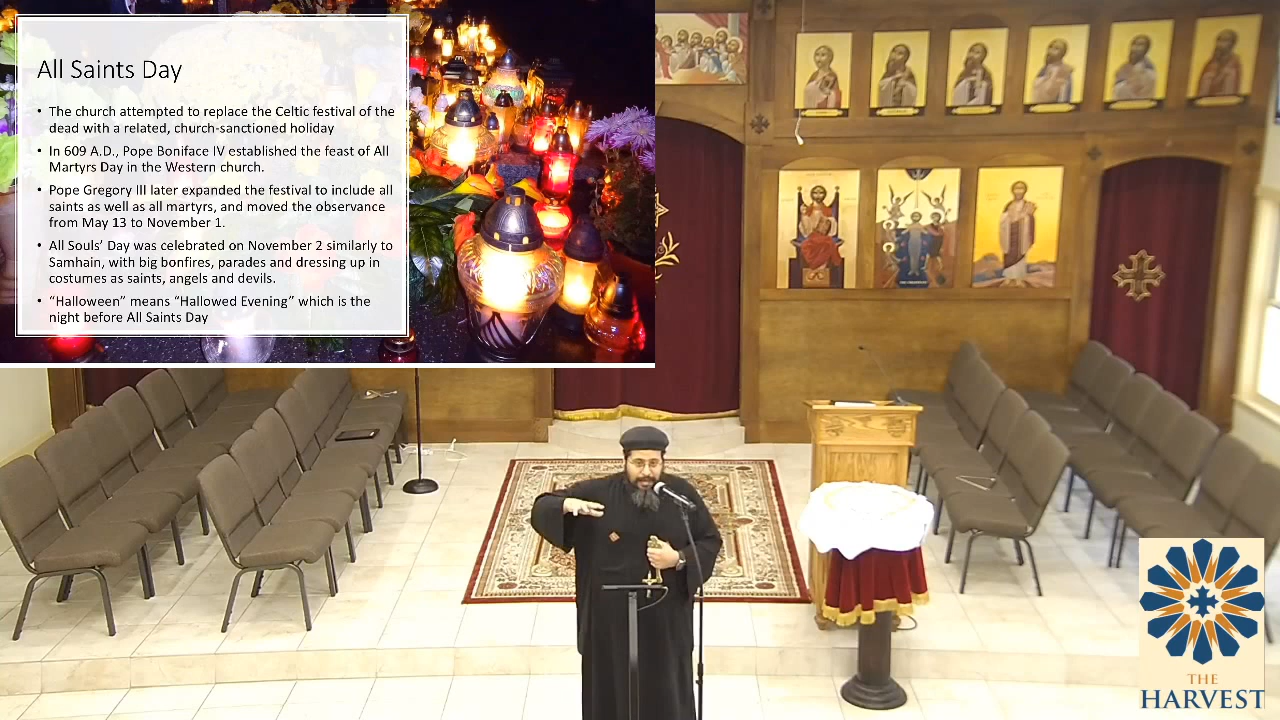 All Saints Day
• The church attempted to replace the Celtic festival of the
dead with a related, church-sanctioned holiday
• In 609 A.D., Pope Boniface IV established the feast of All
Martyrs Day in the Western church.
• Pope Gregory III later expanded the festival to include all
saints as well as all martyrs, and moved the observance
from May 13 to November 1.
• All Souls' Day was celebrated on November 2 similarly to
Samhain, with big bonfires, parades and dressing up in
costumes as saints, angels and devils.
• “Halloween” means “Hallowed Evening” which is the
night before All Saints Day
THE
HARVEST